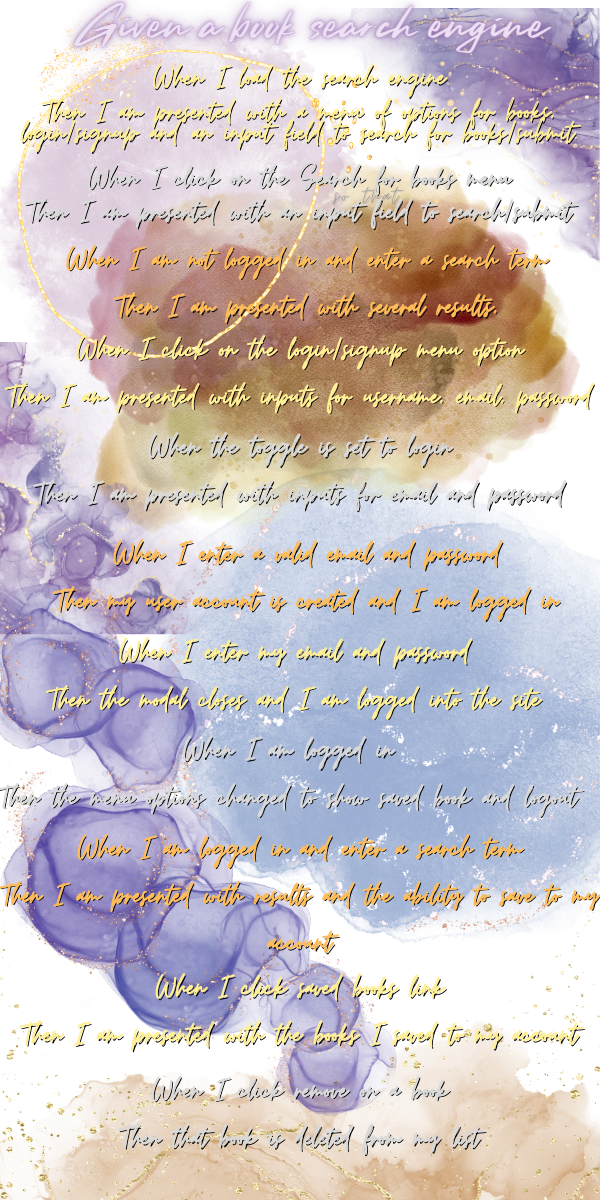 Given a book search engine
When I load the search engine
Then I am presented with a menu of options for books,
login/signup and an input field to search for books/submit
When I click on the Search for books menu
so that
Then I am presented with an input field to search/submit
When I am not logged in and enter a search term
Then I am presented with several results.
When I click on the login/signup menu option
Then I am presented with inputs for username, email, password
When the toggle is set to login
Then I am presented with inputs for email and password
When I enter a valid email and password
Then my user account is created and I am logged in
When I enter my email and password
Then the modal closes and I am logged into the site
When I am logged in
Then the menu options changed to show saved book and logout
When I am logged in and enter a search term
Then I am presented with results and the ability to save to my
account
When I click saved books link
Then I am presented with the books I saved to my account
When I click remove on a book
Then that book is deleted from my list